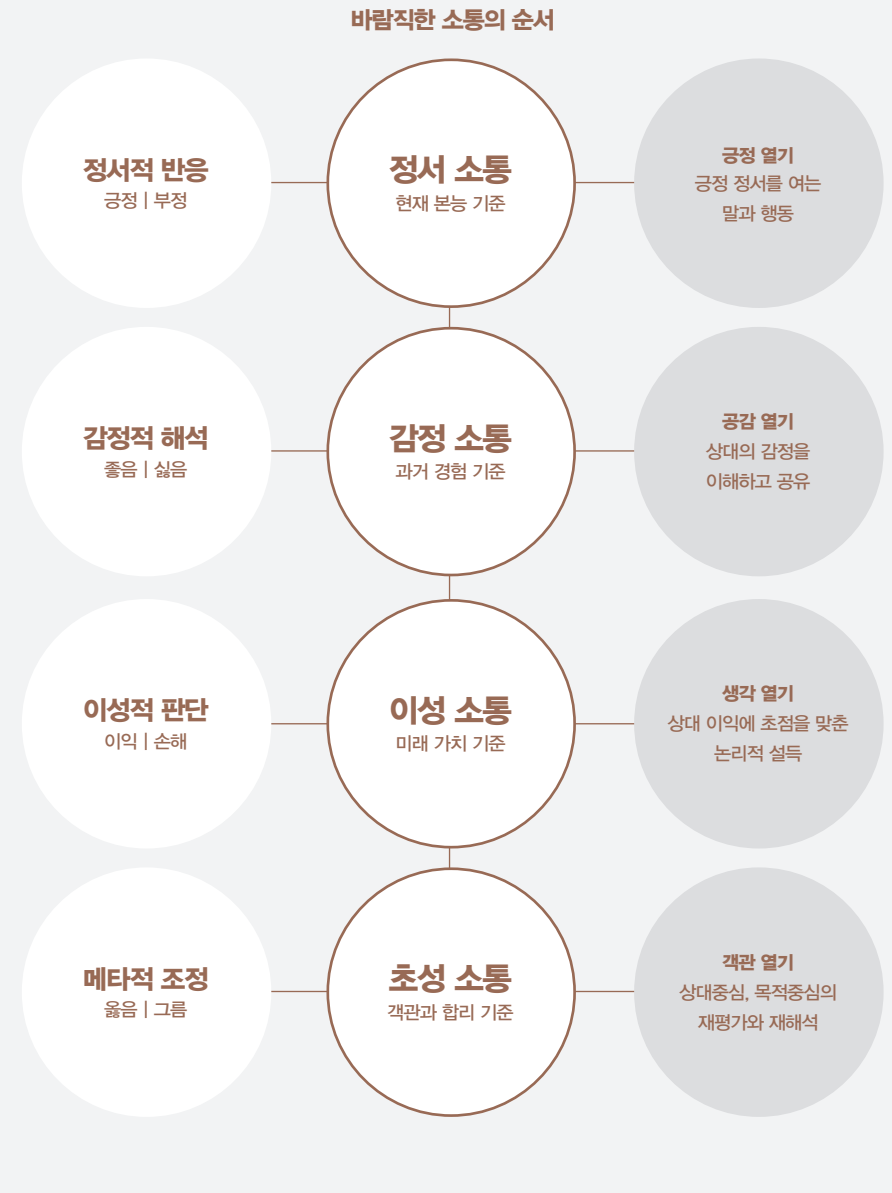 바람직한 소통의 순서
정서적 반응
긍정 | 부정
정서 소통
현재 본능 기준
긍정 열기
긍정 정서를 여는
말과 행동
감정적 해석
좋음 | 싫음
감정 소통
과거 경험 기준
공감 열기
상대의 감정을
이해하고 공유
이성적 판단
이익 | 손해
이성 소통
미래 가치 기준
생각 열기
상대 이익에 초점을 맞춘
논리적 설득
메타적 조정
옳음 | 그름
초성 소통
객관과 합리 기준
객관 열기
상대중심, 목적중심의
재평가와 재해석